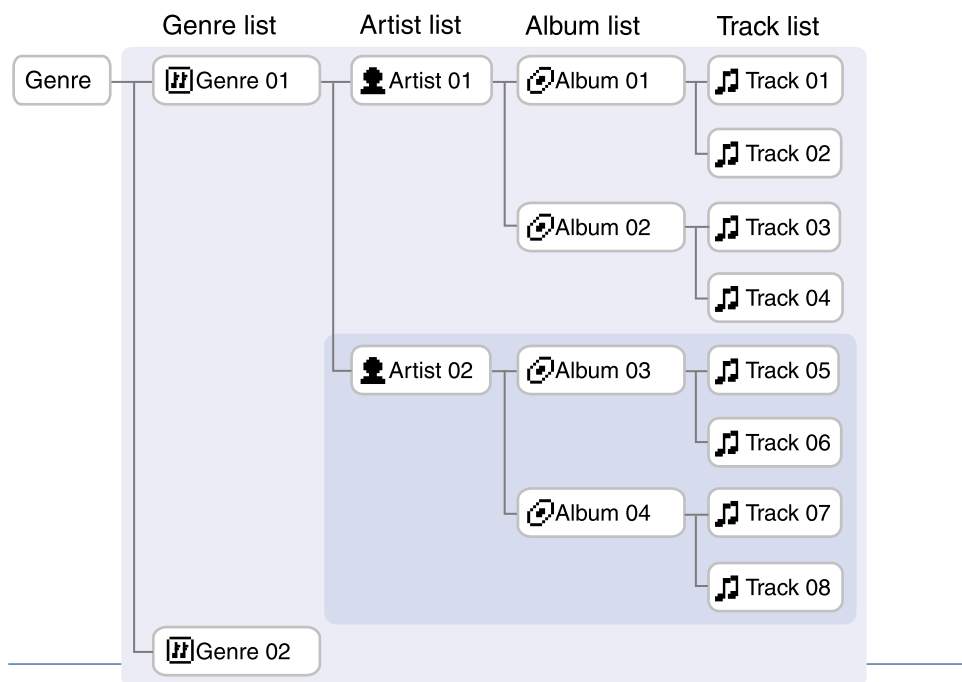 Genre list Artist list Album list Track list
Genre Genre 01 Artist 01 Album 01 Track 01
Track 02
Album 02 Track 03
Track 04
Artist 02 Album 03 Track 05
Track 06
Album 04 Track 07
Track 08
Genre 02